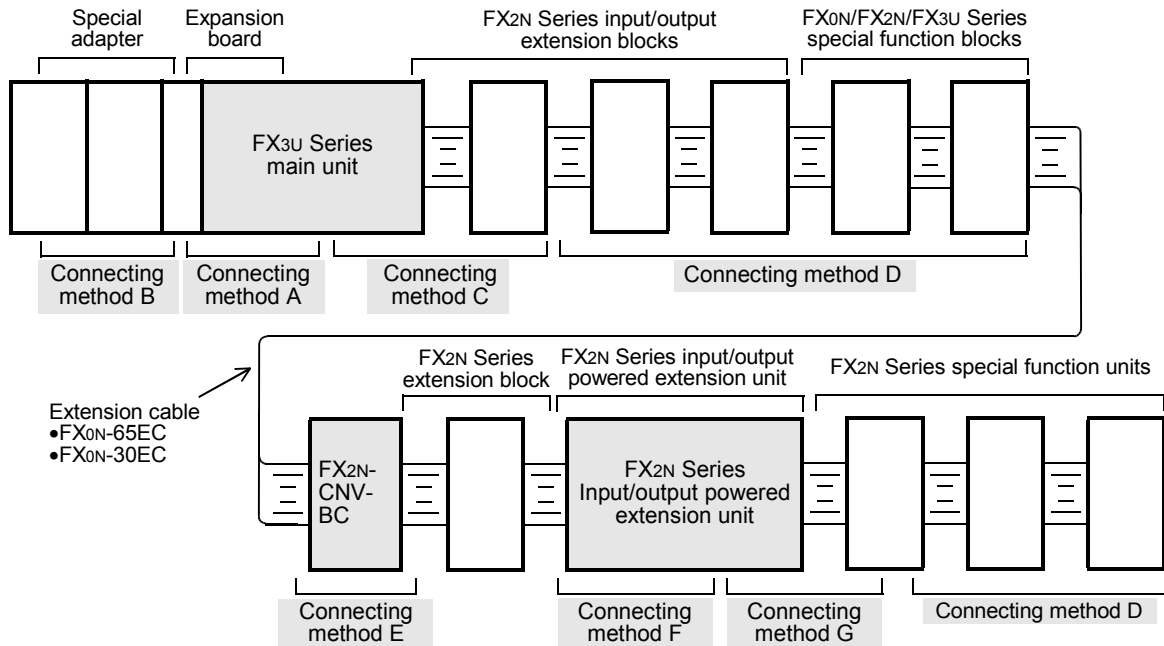 Special
adapter
Expansion
board
FX2N Series input/output
extension blocks
FX0N/FX2N/FX3U Series
special function blocks
FX3U Series
main unit
Connecting
method B
Connecting
method A
Connecting
method C
Connecting method D
Extension cable
•FX0N-65EC
•FX0N-30EC
FX2N Series
extension block
FX2N Series input/output
powered extension unit
FX2N Series special function units
FX2N-
CNV-
BC
FX2N Series
Input/output powered
extension unit
Connecting
method E
Connecting
method F
Connecting
method G
Connecting method D